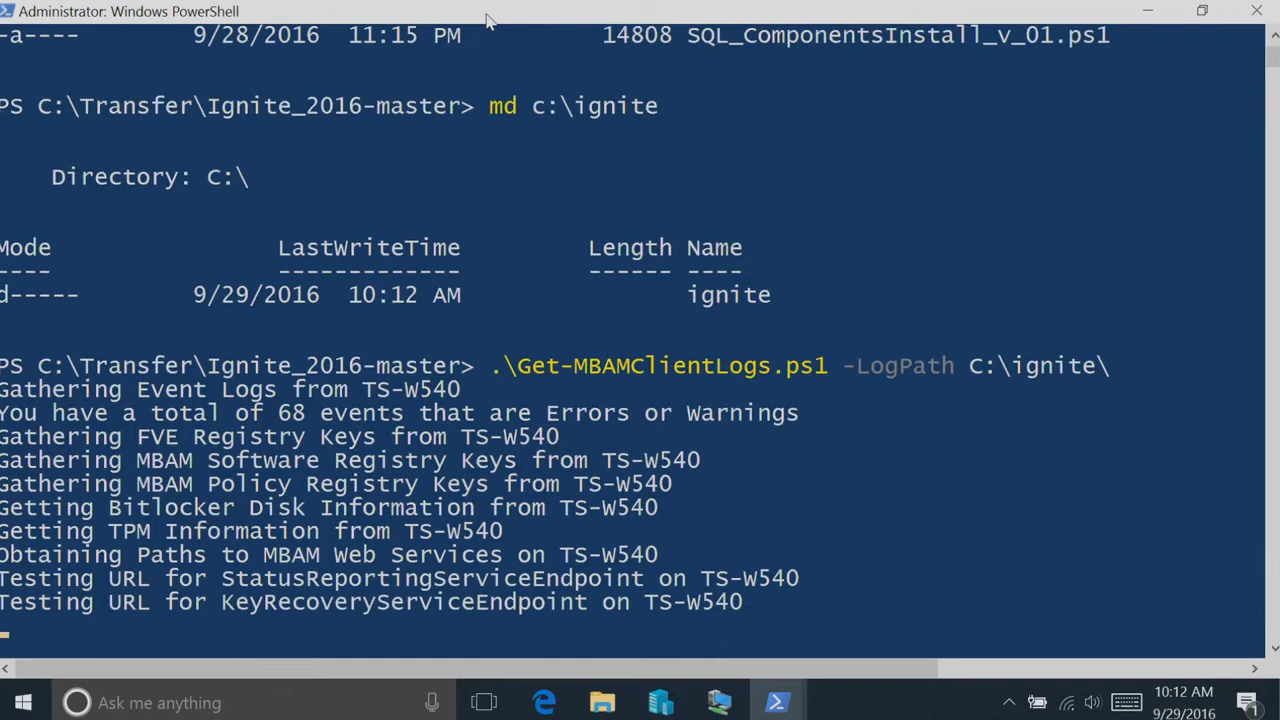 Administrator: Windows PowerShell
-a---- 9/28/2016 11:15 PM 14808 SQL_ComponentsInstall_v_01.ps1
PS C:\Transfer\Ignite_2016-master> md c:\ignite
Directory: C:\
Mode LastWriteTime Length Name
---- ------------- ------ ----
d----- 9/29/2016 10:12 AM ignite
PS C:\Transfer\Ignite_2016-master> .\Get-MBAMClientLogs.ps1 -LogPath C:\ignite\
Gathering Event Logs from TS-W540
You have a total of 68 events that are Errors or Warnings
Gathering FVE Registry Keys from TS-W540
Gathering MBAM Software Registry Keys from TS-W540
Gathering MBAM Policy Registry Keys from TS-W540
Getting Bitlocker Disk Information from TS-W540
Getting TPM Information from TS-W540
Obtaining Paths to MBAM Web Services on TS-W540
Testing URL for StatusReportingServiceEndpoint on TS-W540
Testing URL for KeyRecoveryServiceEndpoint on TS-W540
Ask me anything
10:12 AM
9/29/2016
1